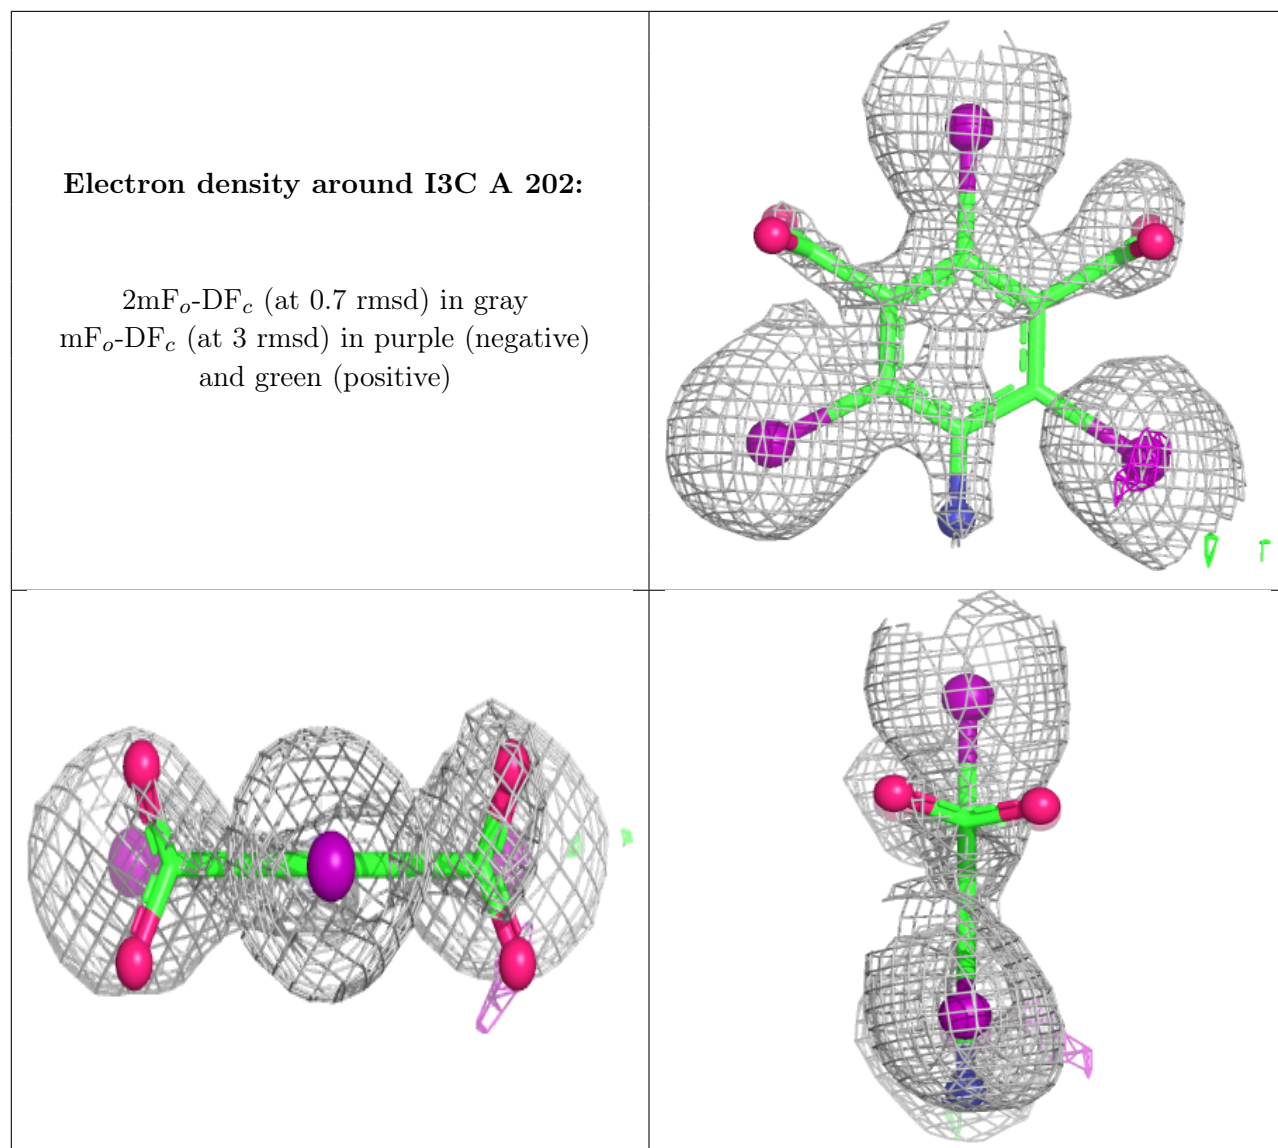 Electron density around I3C A 202:
2mFo-DFc (at 0.7 rmsd) in gray
mFo-DFc (at 3 rmsd) in purple (negative)
and green (positive)